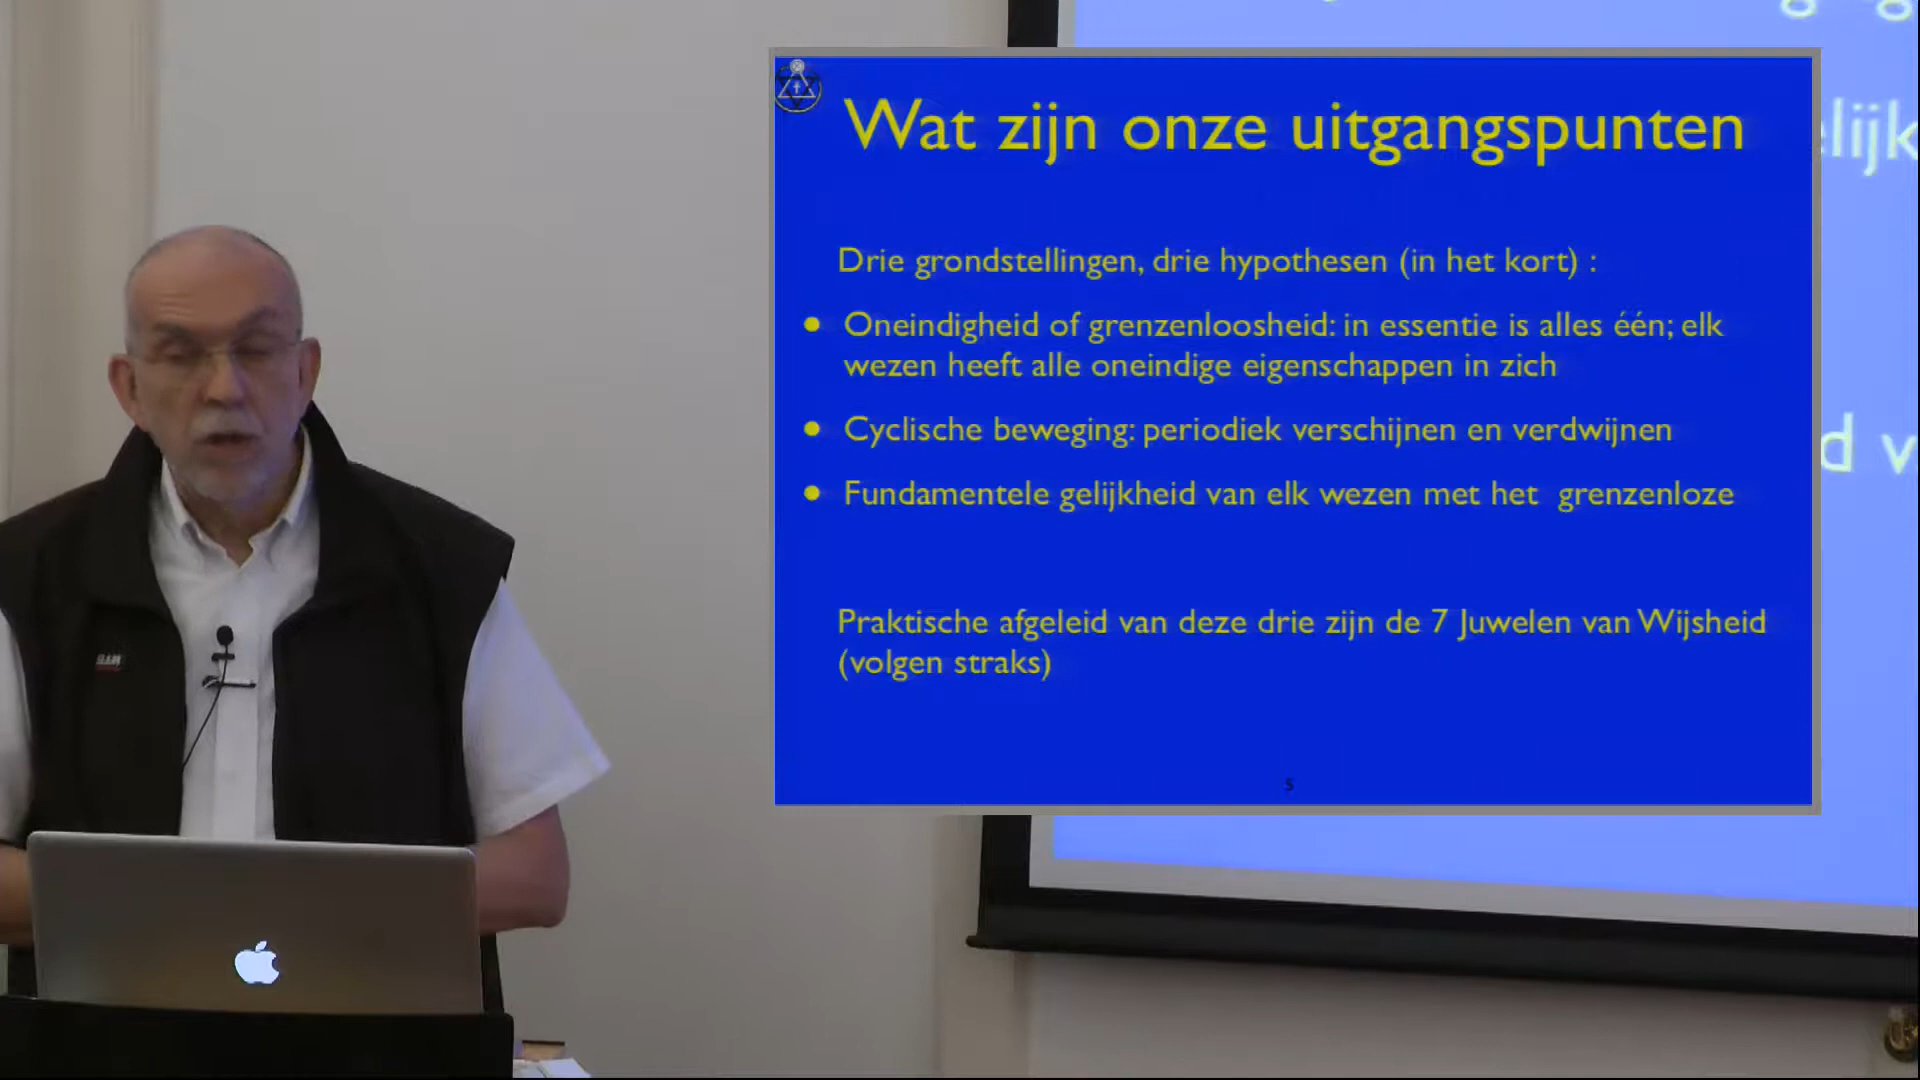 Wat zijn onze uitgangspunten
Drie grondstellingen, drie hypothesen (in het kort) :
• Oneindigheid of grenzenloosheid: in essentie is alles één; elk
wezen heeft alle oneindige eigenschappen in zich
• Cyclische beweging: periodiek verschijnen en verdwijnen
• Fundamentele gelijkheid van elk wezen met het grenzenloze
Praktische afgeleid van deze drie zijn de 7 Juwelen van Wijsheid
(volgen straks)
5